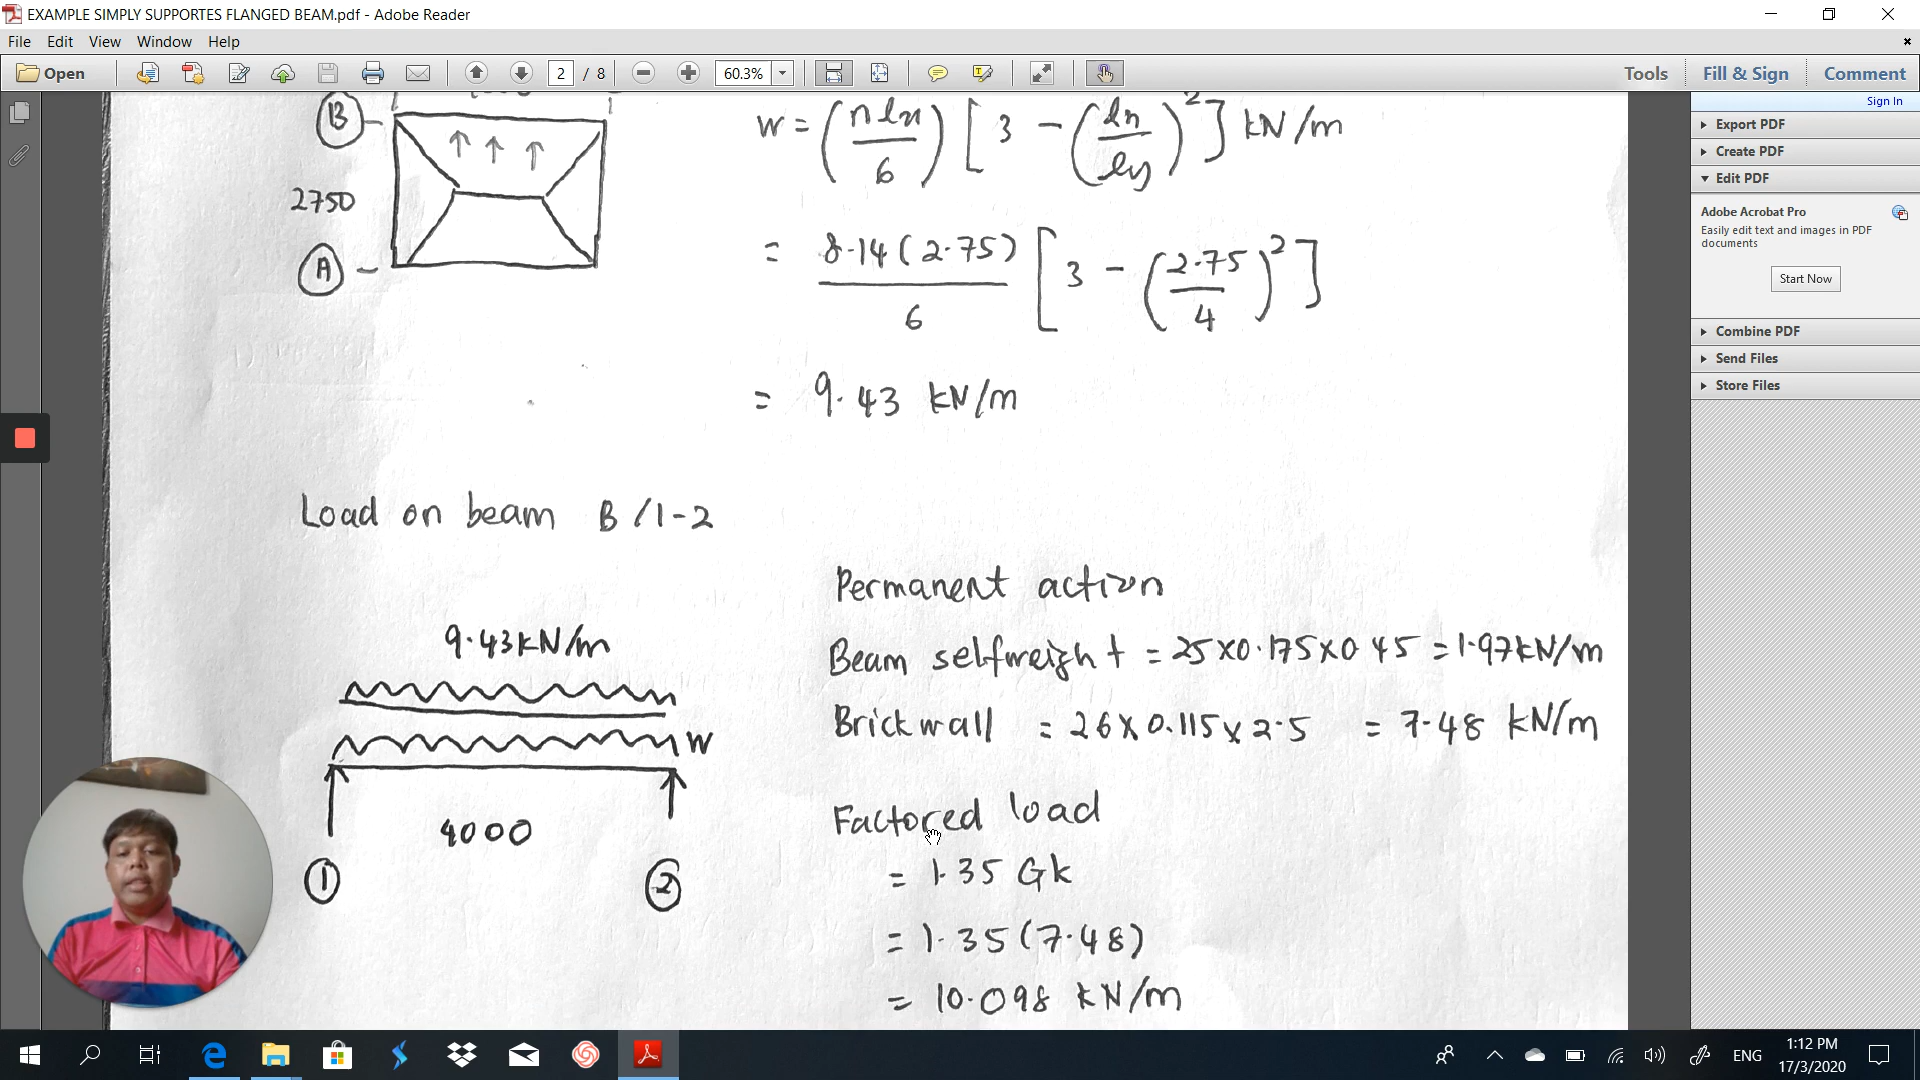 EXAMPLE SIMPLY SUPPORTES FLANGED BEAM.pdf - Adobe Reader
File Edit View Window Help
Open 2 / 8 60.3% Tools Fill & Sign Comment
Sign In
Export PDF
Create PDF
Edit PDF
Adobe Acrobat Pro
Easily edit text and images in PDF
documents
Start Now
Combine PDF
Send Files
Store Files
B
2750
A
w = (n lx / 6) [3 - (lx / ly)²] kN/m
= 8.14(2.75) / 6 [3 - (2.75 / 4)²]
= 9.43 kN/m
Load on beam B/1-2
9.43kN/m
W
4000
1 2
Permanent action
Beam selfweight = 25x0.175x0.45 = 1.97kN/m
Brickwall = 26x0.115x2.5 = 7.48 kN/m
Factored load
= 1.35 Gk
= 1.35(7.48)
= 10.098 kN/m
ENG
1:12 PM
17/3/2020